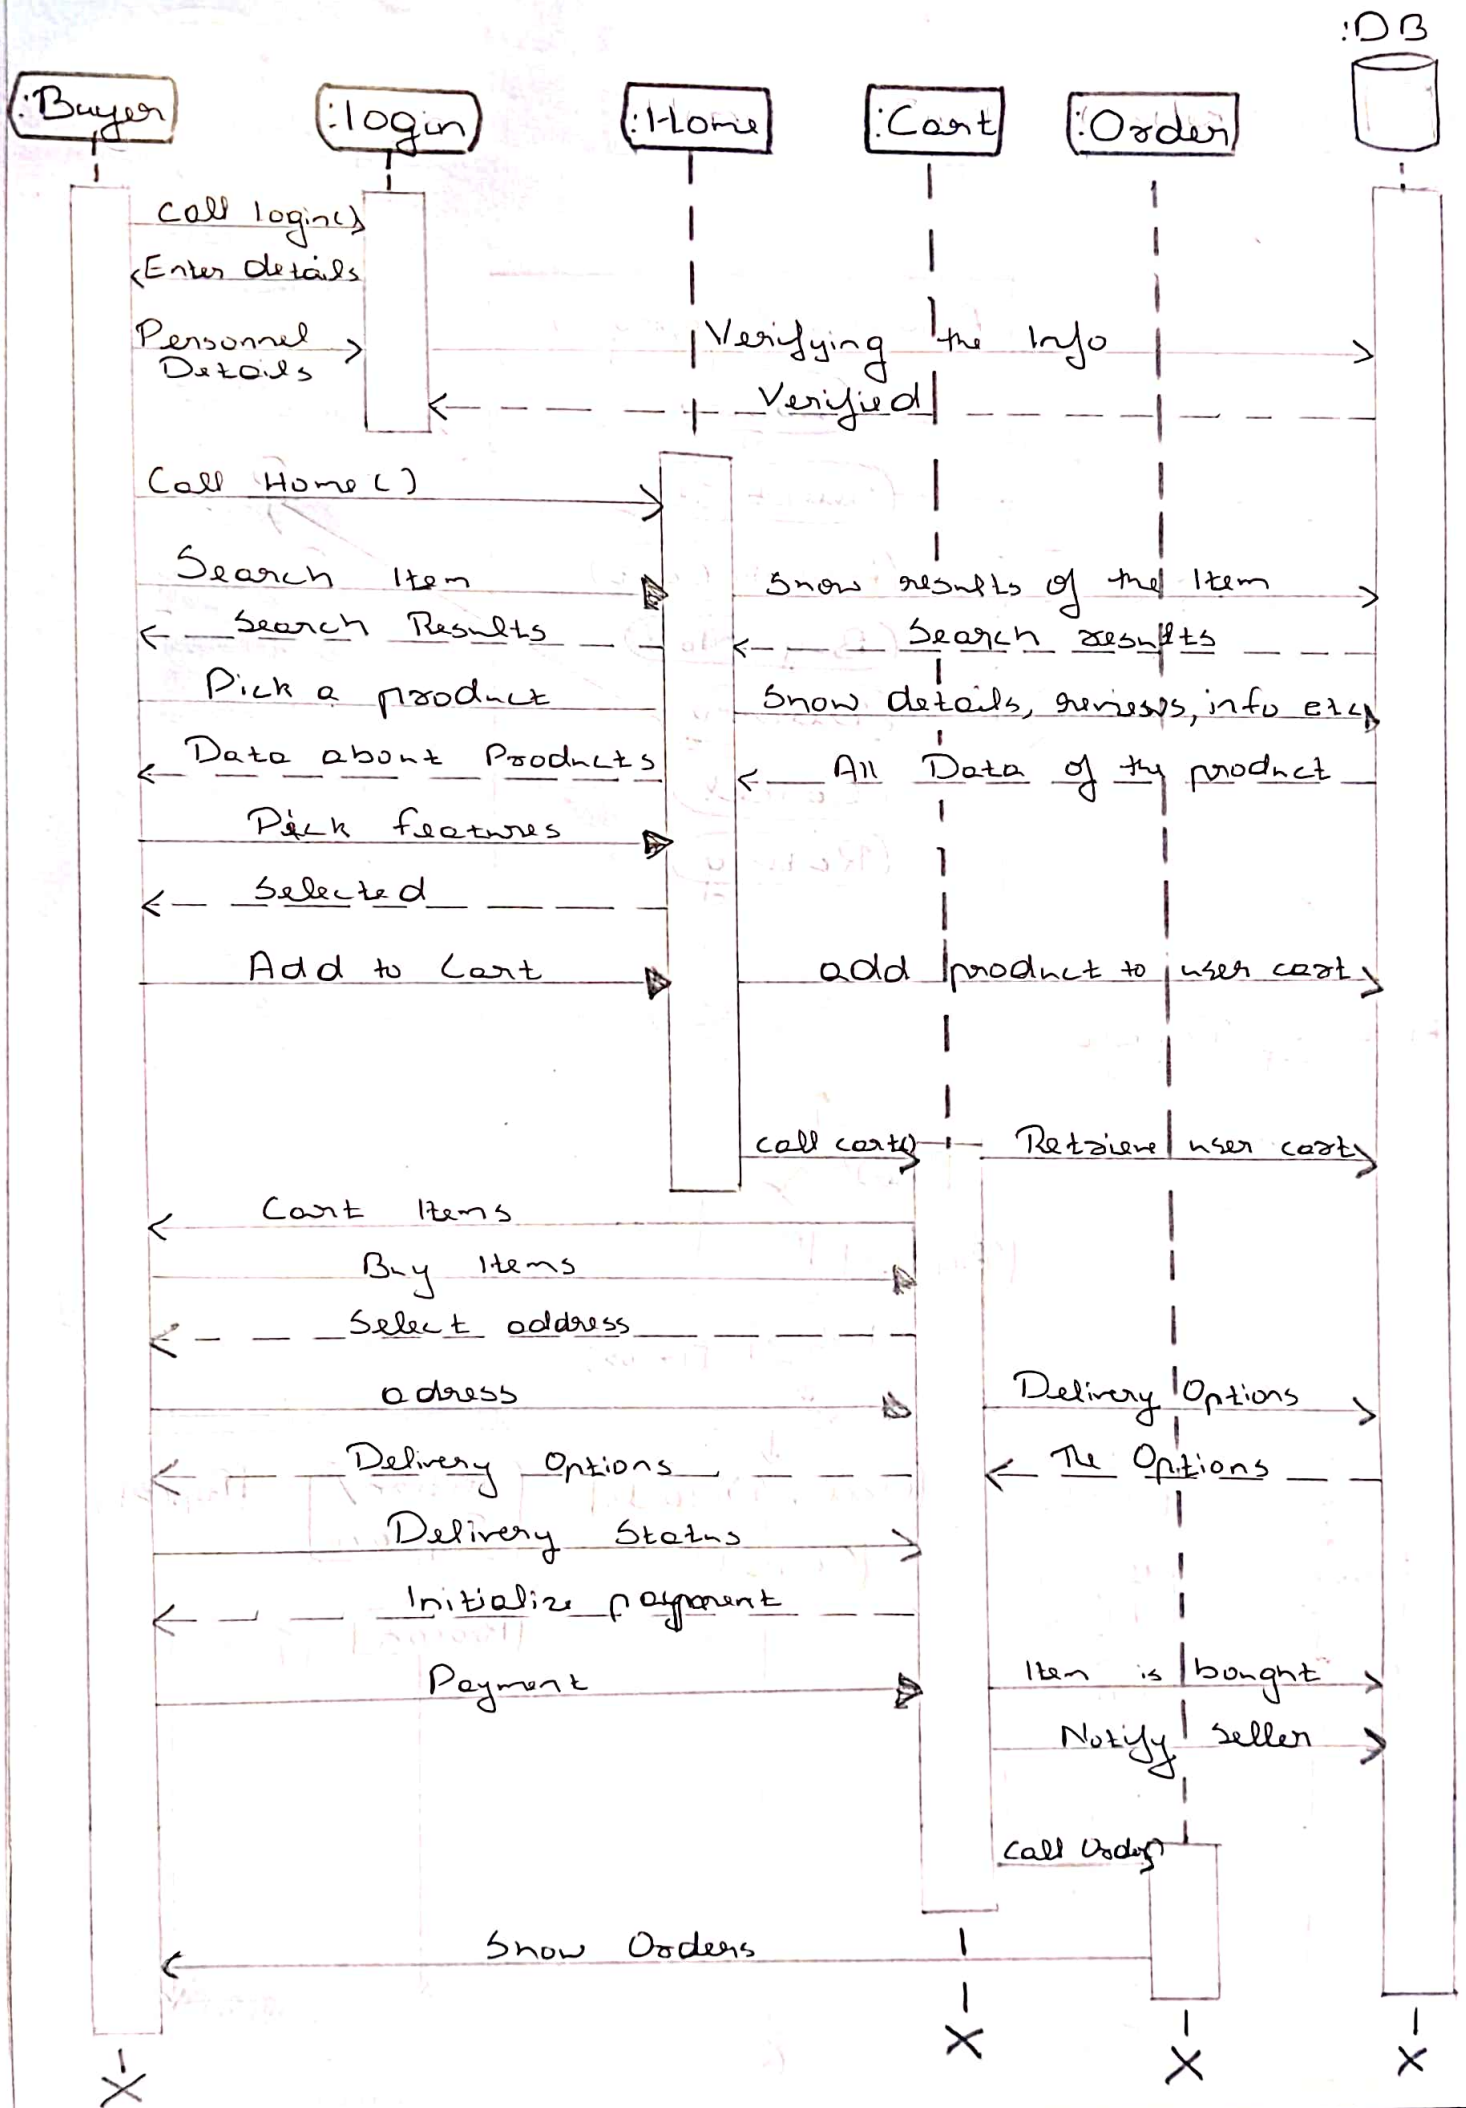 :DB
:Buyer
:login
:Home
:Cart
:Order
call login()
Enter details
Personnel
Details
Verifying the Info
Verified
Call Home()
Search Item
Show results of the Item
Search Results
Search results
Pick a product
Show details, reviews, info etc
Data about Products
All Data of the product
Pick features
Selected
Add to Cart
add product to user cart
call cart()
Retrieve user cart
Cart Items
Buy Items
Select address
adress
Delivery Options
Delivery Options
The Options
Delivery Status
Initialize payment
Payment
Item is bought
Notify Seller
Call Order()
Show Orders
X
X
X
X